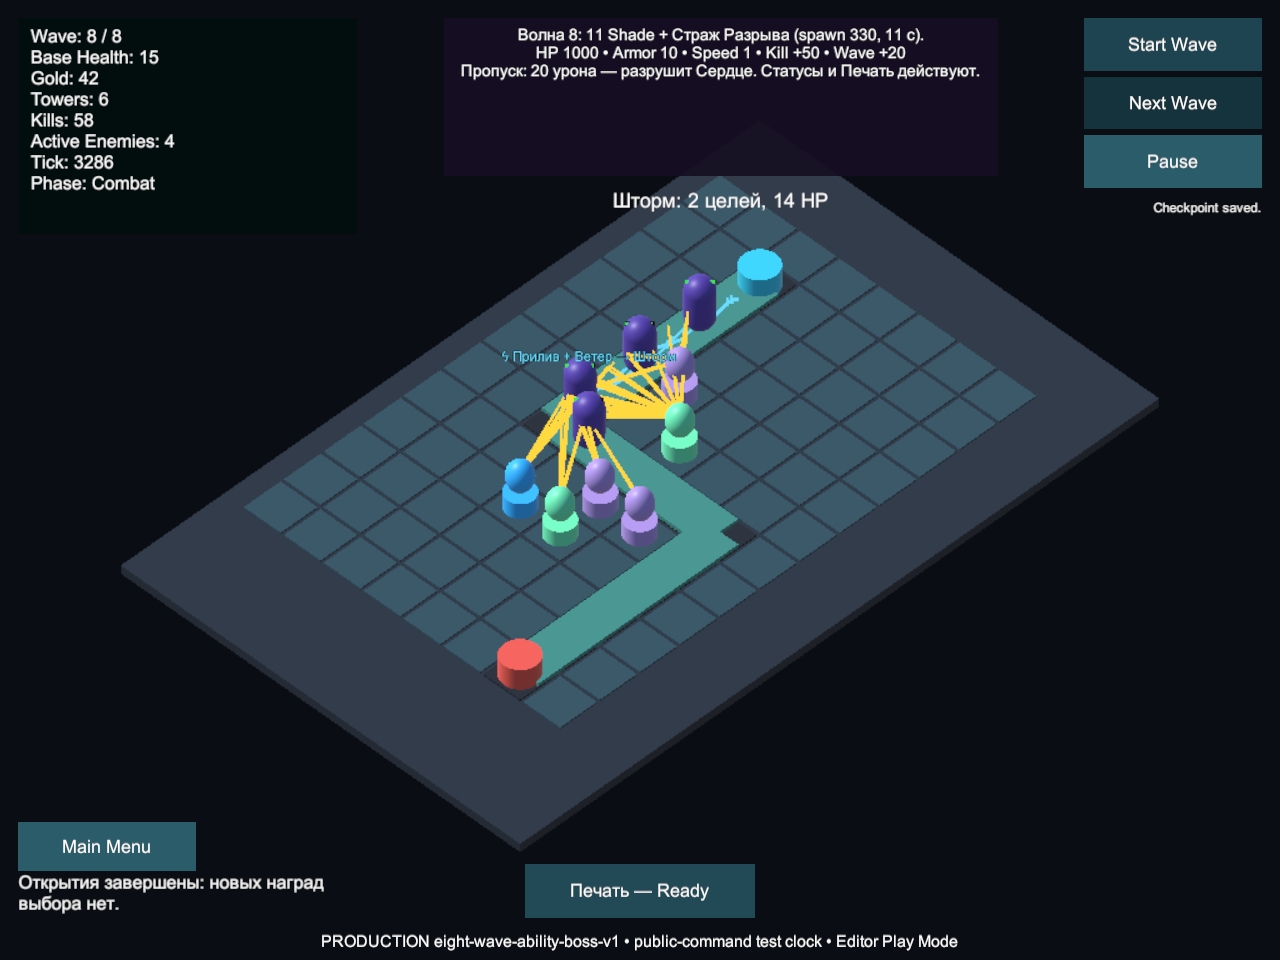 Wave: 8 / 8
Base Health: 15
Gold: 42
Towers: 6
Kills: 58
Active Enemies: 4
Tick: 3286
Phase: Combat
Волна 8: 11 Shade + Страж Разрыва (spawn 330, 11 с).
HP 1000 • Armor 10 • Speed 1 • Kill +50 • Wave +20
Пропуск: 20 урона — разрушит Сердце. Статусы и Печать действуют.
Start Wave
Next Wave
Pause
Checkpoint saved.
Шторм: 2 целей, 14 HP
ϟ Прилив + Ветер → Шторм
Main Menu
Открытия завершены: новых наград
выбора нет.
Печать — Ready
PRODUCTION eight-wave-ability-boss-v1 • public-command test clock • Editor Play Mode